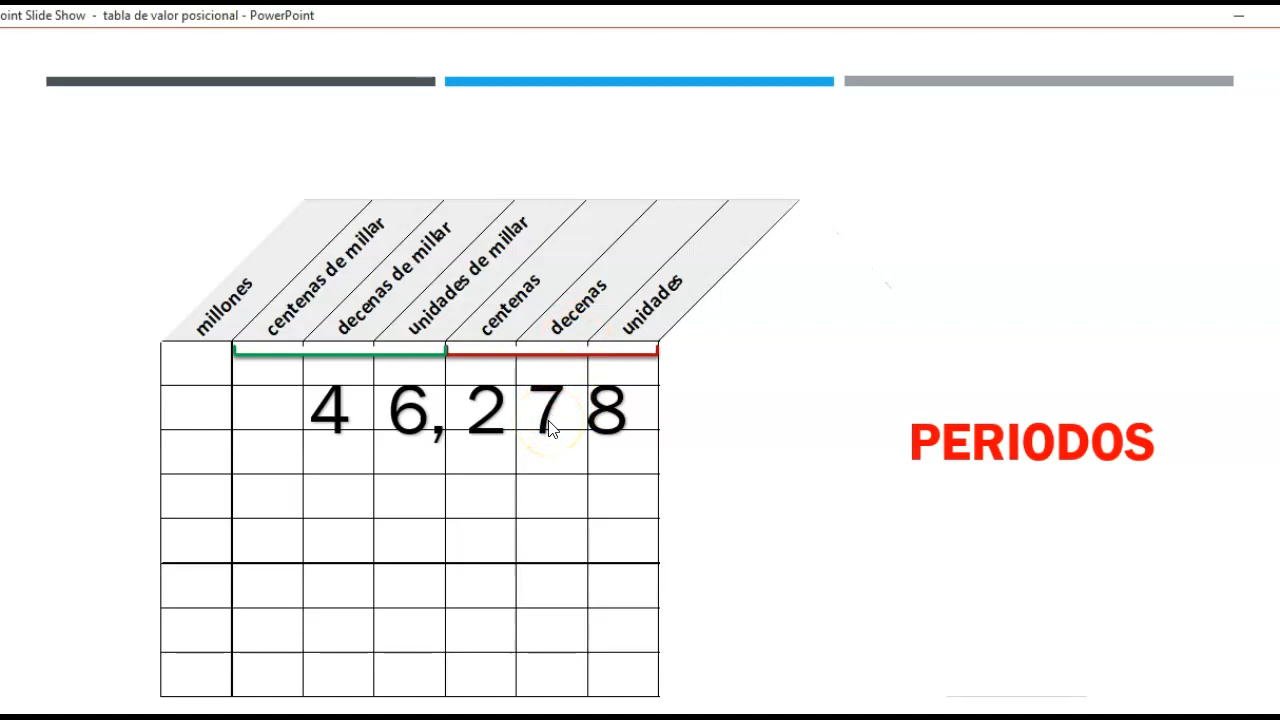 oint Slide Show - tabla de valor posicional - PowerPoint
millones
centenas de millar
decenas de millar
unidades de millar
centenas
decenas
unidades
4 6, 2 7 8
PERIODOS